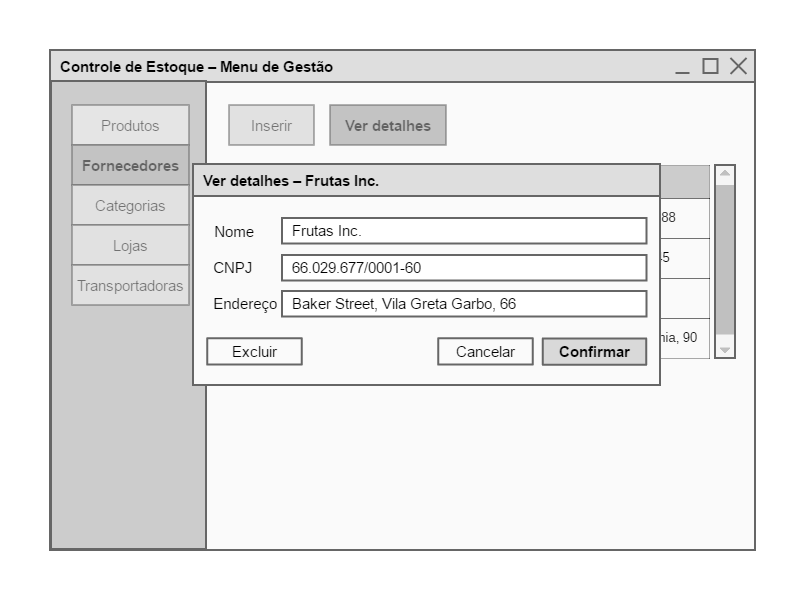 Controle de Estoque – Menu de Gestão
Produtos
Fornecedores
Categorias
Lojas
Transportadoras
Inserir
Ver detalhes
Ver detalhes – Frutas Inc.
Nome
Frutas Inc.
CNPJ
66.029.677/0001-60
Endereço
Baker Street, Vila Greta Garbo, 66
Excluir
Cancelar
Confirmar
88
90